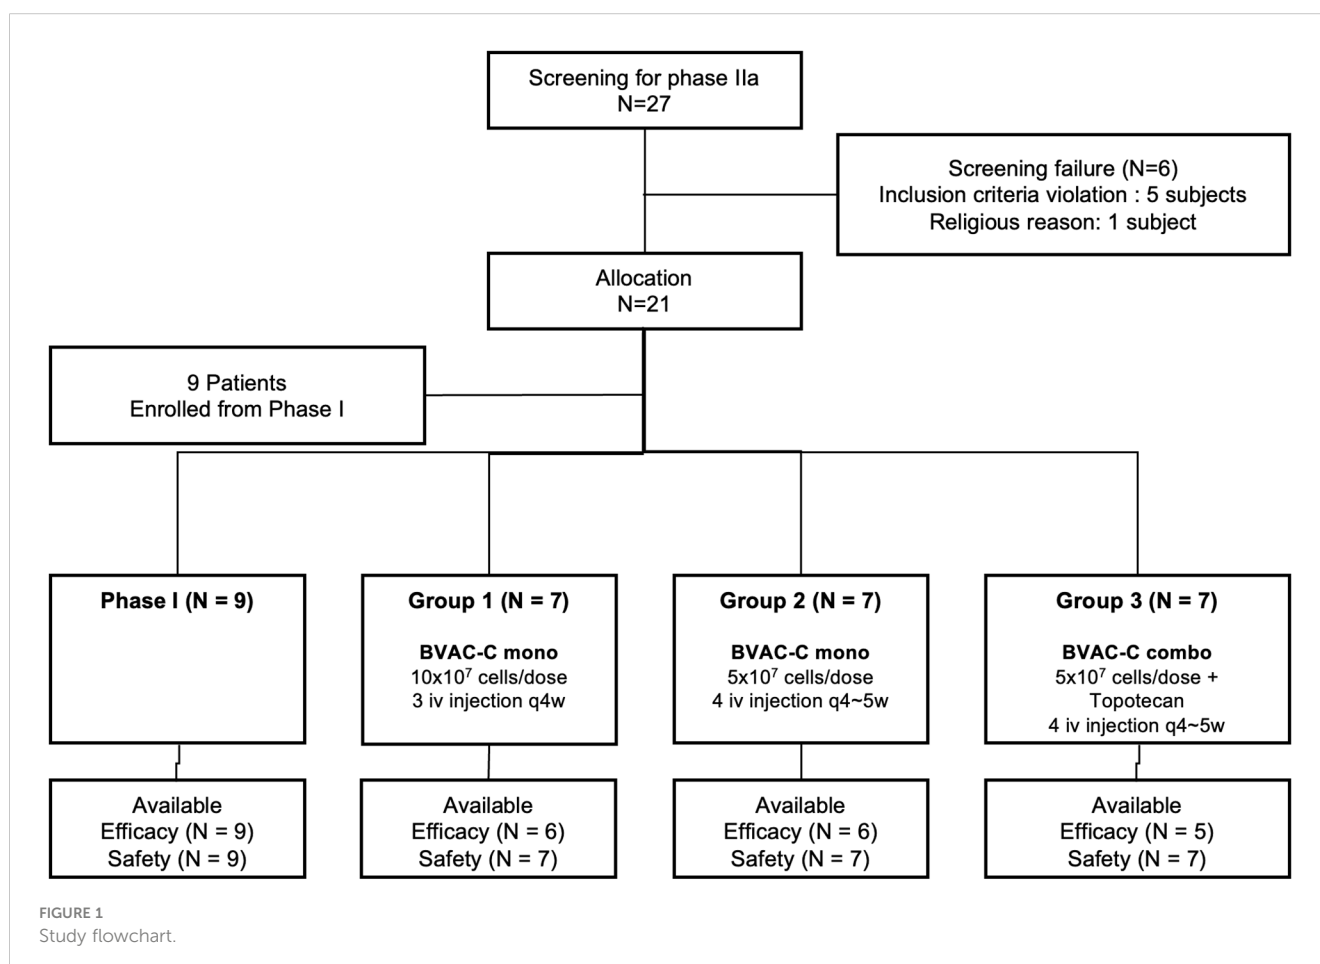 Screening for phase IIa
N=27
Screening failure (N=6)
Inclusion criteria violation : 5 subjects
Religious reason: 1 subject
Allocation
N=21
9 Patients
Enrolled from Phase I
Phase I (N = 9)
Group 1 (N = 7)
BVAC-C mono
10x10⁷ cells/dose
3 iv injection q4w
Group 2 (N = 7)
BVAC-C mono
5x10⁷ cells/dose
4 iv injection q4~5w
Group 3 (N = 7)
BVAC-C combo
5x10⁷ cells/dose +
Topotecan
4 iv injection q4~5w
Available
Efficacy (N = 9)
Safety (N = 9)
Available
Efficacy (N = 6)
Safety (N = 7)
Available
Efficacy (N = 6)
Safety (N = 7)
Available
Efficacy (N = 5)
Safety (N = 7)
FIGURE 1
Study flowchart.